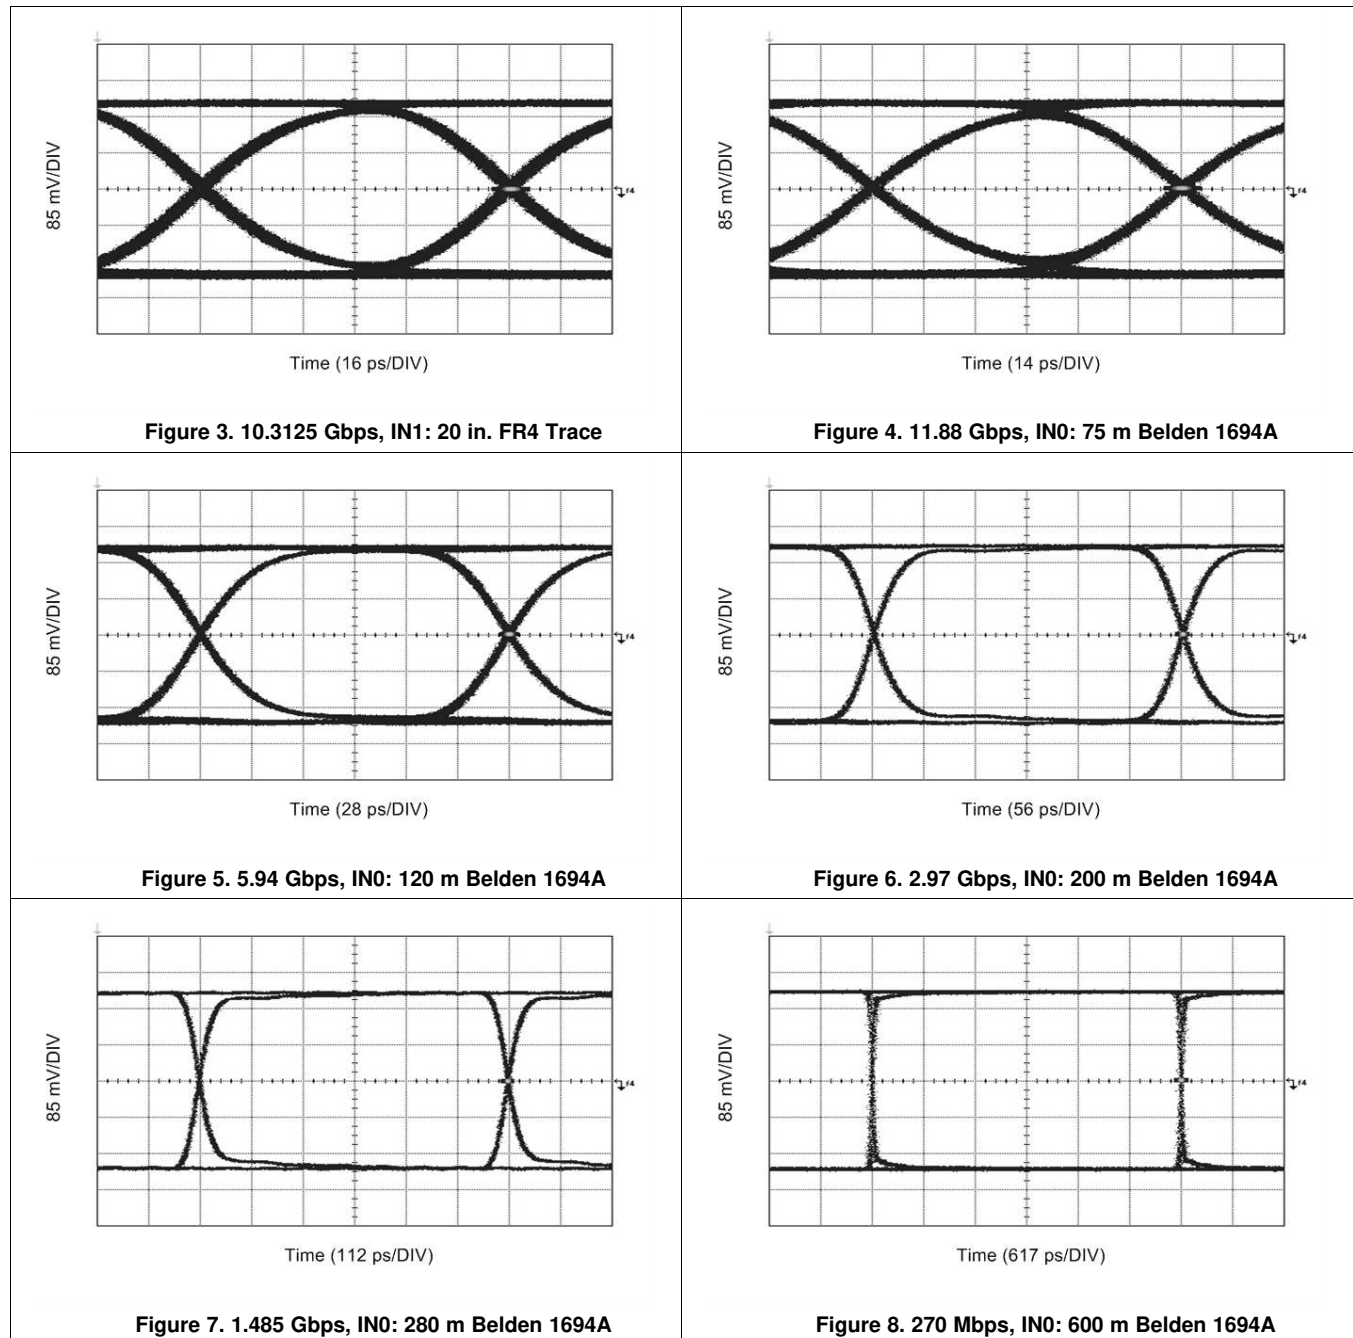 85 mV/DIV
Time (16 ps/DIV)
Figure 3. 10.3125 Gbps, IN1: 20 in. FR4 Trace
85 mV/DIV
Time (14 ps/DIV)
Figure 4. 11.88 Gbps, IN0: 75 m Belden 1694A
85 mV/DIV
Time (28 ps/DIV)
Figure 5. 5.94 Gbps, IN0: 120 m Belden 1694A
85 mV/DIV
Time (56 ps/DIV)
Figure 6. 2.97 Gbps, IN0: 200 m Belden 1694A
85 mV/DIV
Time (112 ps/DIV)
Figure 7. 1.485 Gbps, IN0: 280 m Belden 1694A
85 mV/DIV
Time (617 ps/DIV)
Figure 8. 270 Mbps, IN0: 600 m Belden 1694A